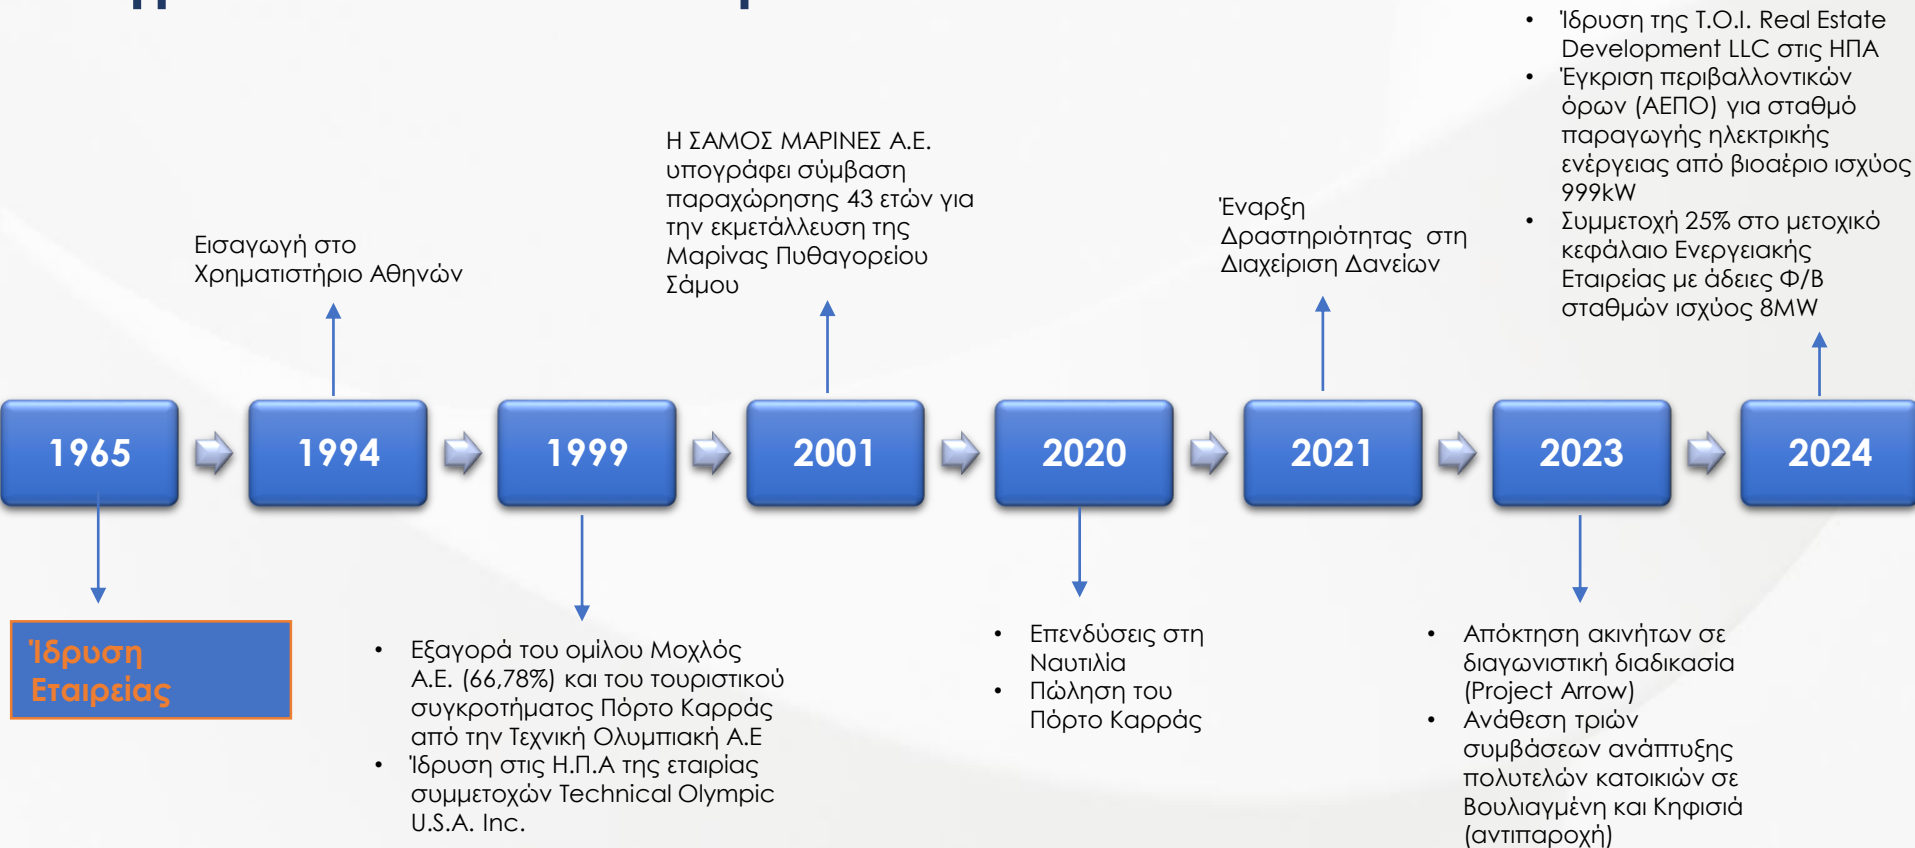 • Ίδρυση της Τ.Ο.Ι. Real Estate
Development LLC στις ΗΠΑ
• Έγκριση περιβαλλοντικών
όρων (ΑΕΠΟ) για σταθμό
παραγωγής ηλεκτρικής
ενέργειας από βιοαέριο ισχύος
999kW
• Συμμετοχή 25% στο μετοχικό
κεφάλαιο Ενεργειακής
Εταιρείας με άδειες Φ/Β
σταθμών ισχύος 8MW
Η ΣΑΜΟΣ ΜΑΡΙΝΕΣ Α.Ε.
υπογράφει σύμβαση
παραχώρησης 43 ετών για
την εκμετάλλευση της
Μαρίνας Πυθαγορείου
Σάμου
Έναρξη
Δραστηριότητας στη
Διαχείριση Δανείων
Εισαγωγή στο
Χρηματιστήριο Αθηνών
1965
1994
1999
2001
2020
2021
2023
2024
Ίδρυση
Εταιρείας
• Εξαγορά του ομίλου Μοχλός
Α.Ε. (66,78%) και του τουριστικού
συγκροτήματος Πόρτο Καρράς
από την Τεχνική Ολυμπιακή Α.Ε
• Ίδρυση στις Η.Π.Α της εταιρίας
συμμετοχών Technical Olympic
U.S.A. Inc.
• Επενδύσεις στη
Ναυτιλία
• Πώληση του
Πόρτο Καρράς
• Απόκτηση ακινήτων σε
διαγωνιστική διαδικασία
(Project Arrow)
• Ανάθεση τριών
συμβάσεων ανάπτυξης
πολυτελών κατοικιών σε
Βουλιαγμένη και Κηφισιά
(αντιπαροχή)